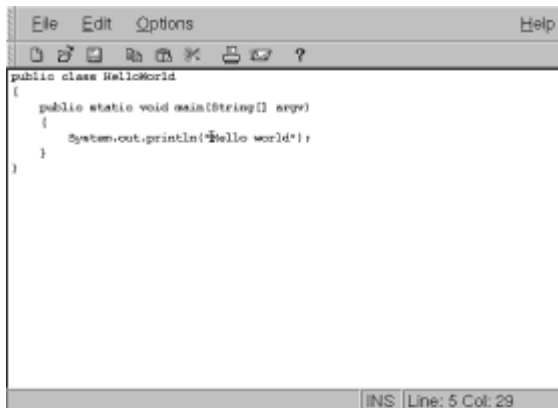 File Edit Options Help
?
public class HelloWorld
{
public static void main(String[] argv)
{
System.out.println("Hello world");
}
}
INS Line: 5 Col: 29